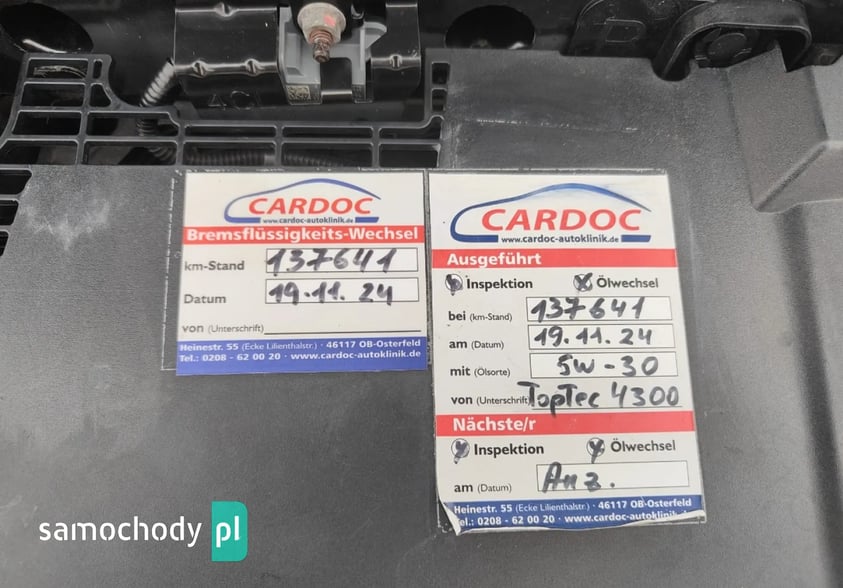 CARDOC
www.cardoc-autoklinik.de
Bremsflüssigkeits-Wechsel
km-Stand 137641
Datum 19.11.24
von (Unterschrift)
Heinestr. 55 (Ecke Lilienthalstr.) · 46117 OB-Osterfeld
Tel.: 0208 - 62 00 20 · www.cardoc-autoklinik.de
CARDOC
www.cardoc-autoklinik.de
Ausgeführt
Inspektion Ölwechsel
bei (km-Stand) 137641
am (Datum) 19.11.24
mit (Ölsorte) 5W-30
von (Unterschrift) TopTec 4300
Nächste/r
Inspektion Ölwechsel
am (Datum) Anz.
Heinestr. 55 (Ecke Lilienthalstr.) · 46117 OB-Osterfeld
el.: 0208 - 62 00 20 · www.cardoc-autoklinik.de
samochody pl